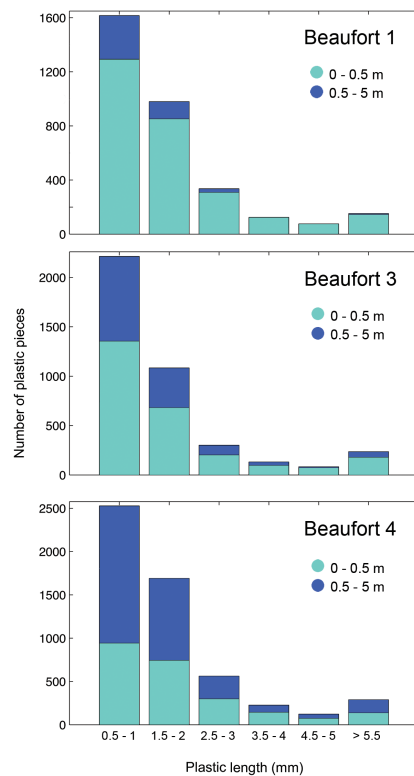 Beaufort 1
0 - 0.5 m
0.5 - 5 m
1600
1200
800
400
0
Beaufort 3
0 - 0.5 m
0.5 - 5 m
2000
1500
1000
500
0
Number of plastic pieces
Beaufort 4
0 - 0.5 m
0.5 - 5 m
2500
2000
1500
1000
500
0
0.5 - 1 1.5 - 2 2.5 - 3 3.5 - 4 4.5 - 5 > 5.5
Plastic length (mm)